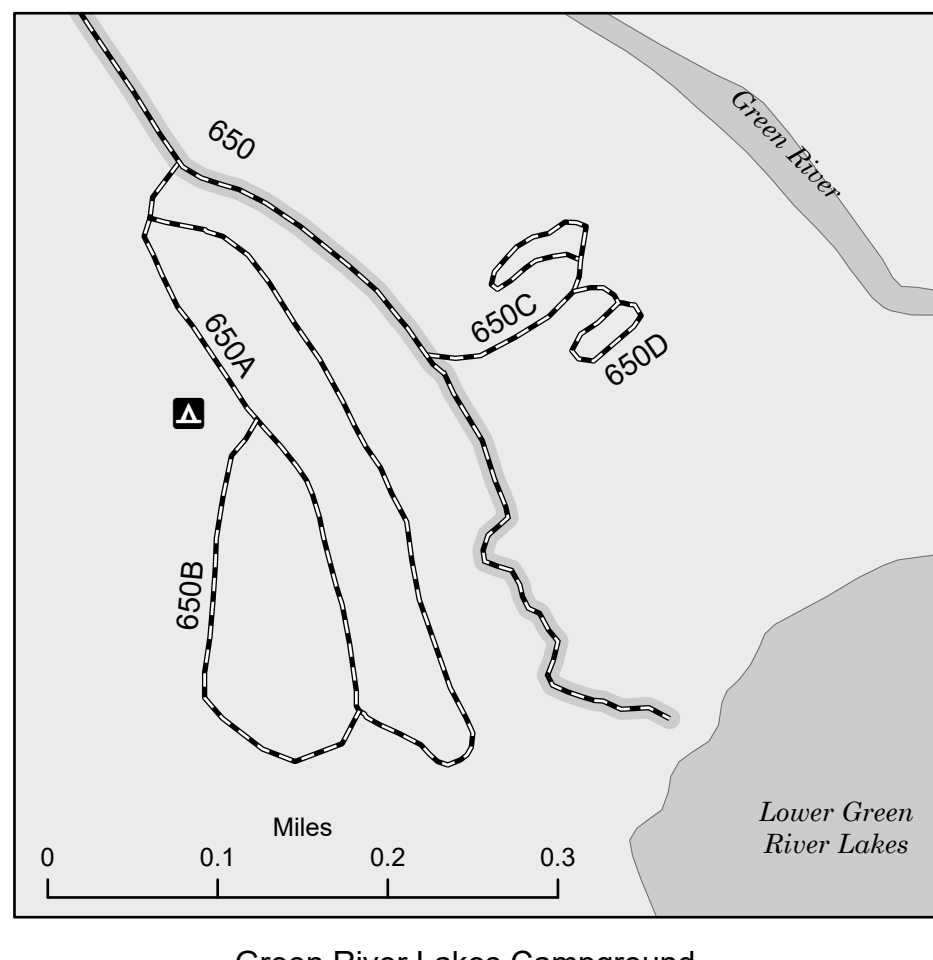 Green River
650
650C
650A
650D
650B
Lower Green
River Lakes
Miles
0 0.1 0.2 0.3
Green River Lakes Campground